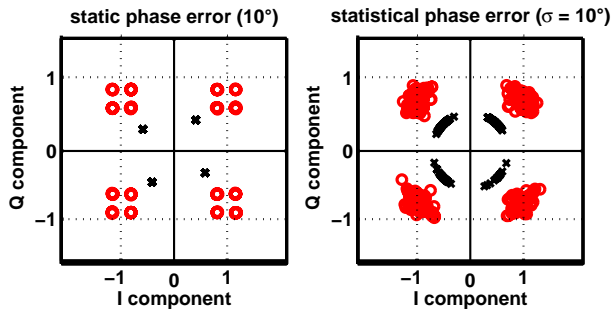 static phase error (10°)
Q component
1
0
−1
−1
0
1
I component
statistical phase error (σ = 10°)
Q component
1
0
−1
−1
0
1
I component